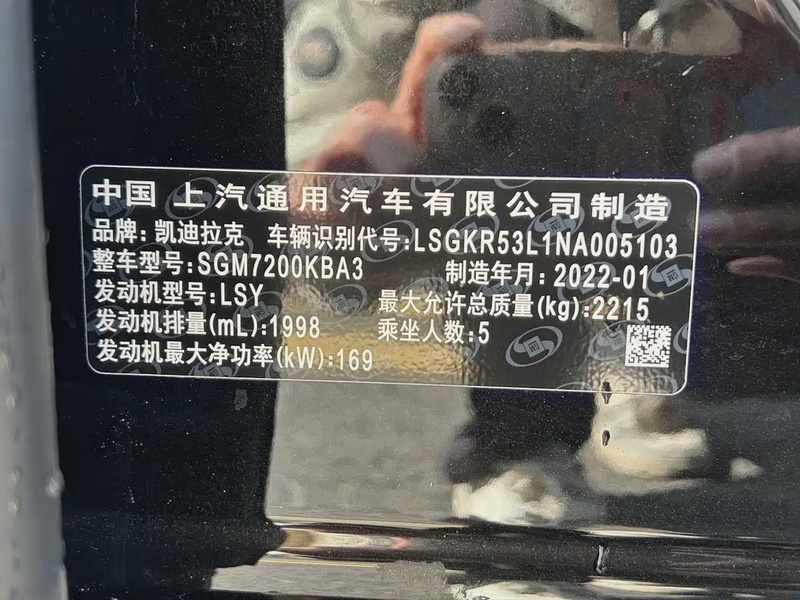 中国 上汽通用汽车有限公司制造
品牌:凯迪拉克 车辆识别代号:LSGKR53L1NA005103
整车型号:SGM7200KBA3 制造年月:2022-01
发动机型号:LSY 最大允许总质量(kg):2215
发动机排量(mL):1998 乘坐人数:5
发动机最大净功率(kW):169